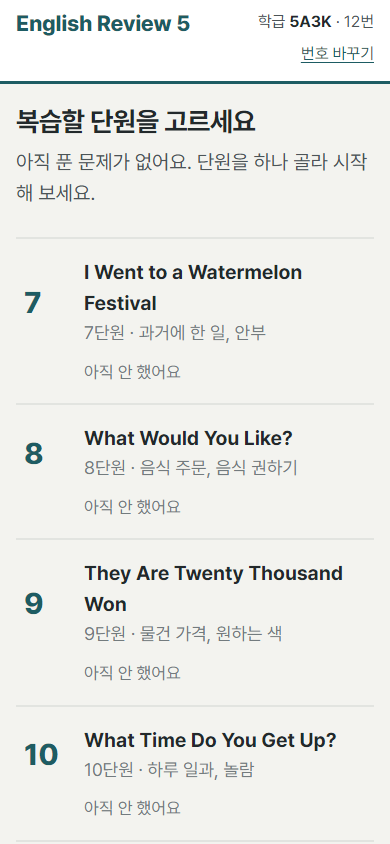 English Review 5
학급 5A3K · 12번
번호 바꾸기
복습할 단원을 고르세요
아직 푼 문제가 없어요. 단원을 하나 골라 시작
해 보세요.
7
I Went to a Watermelon
Festival
7단원 · 과거에 한 일, 안부
아직 안 했어요
8
What Would You Like?
8단원 · 음식 주문, 음식 권하기
아직 안 했어요
9
They Are Twenty Thousand
Won
9단원 · 물건 가격, 원하는 색
아직 안 했어요
10
What Time Do You Get Up?
10단원 · 하루 일과, 놀람
아직 안 했어요